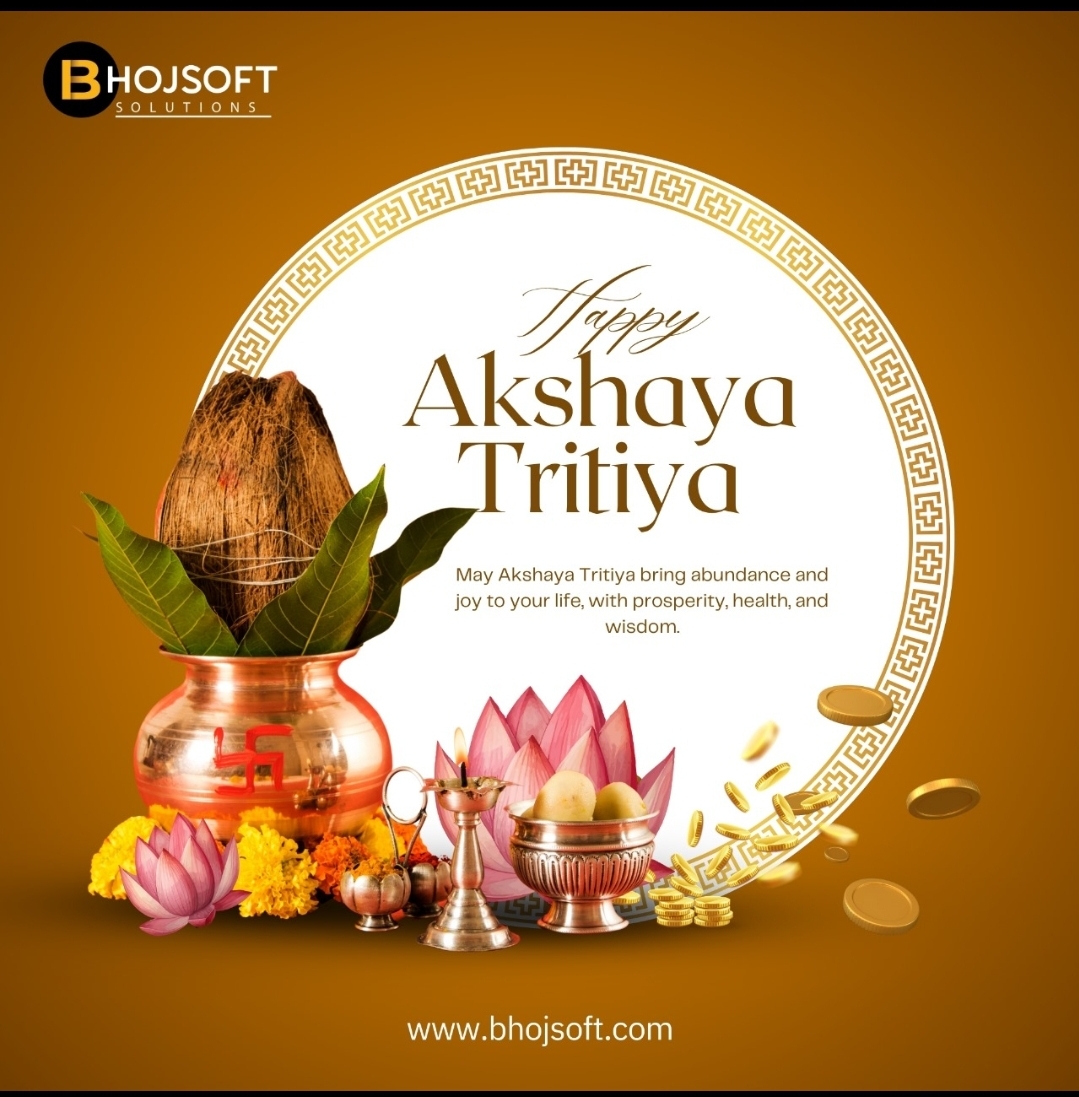 BHOJSOFT
SOLUTIONS
Happy
Akshaya
Tritiya
May Akshaya Tritiya bring abundance and
joy to your life, with prosperity, health, and
wisdom.
www.bhojsoft.com